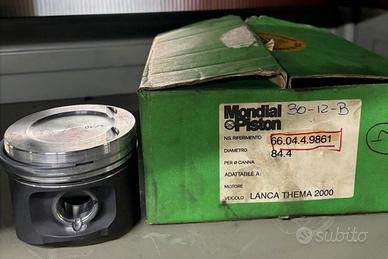 Mondial
Piston
30-12-B
NS. RIFERIMENTO 66.04.4.9861
DIAMETRO 84.4
PER Ø CANNA
ADATTABILE A:
MOTORE
VEICOLO LANCA THEMA 2000
subito